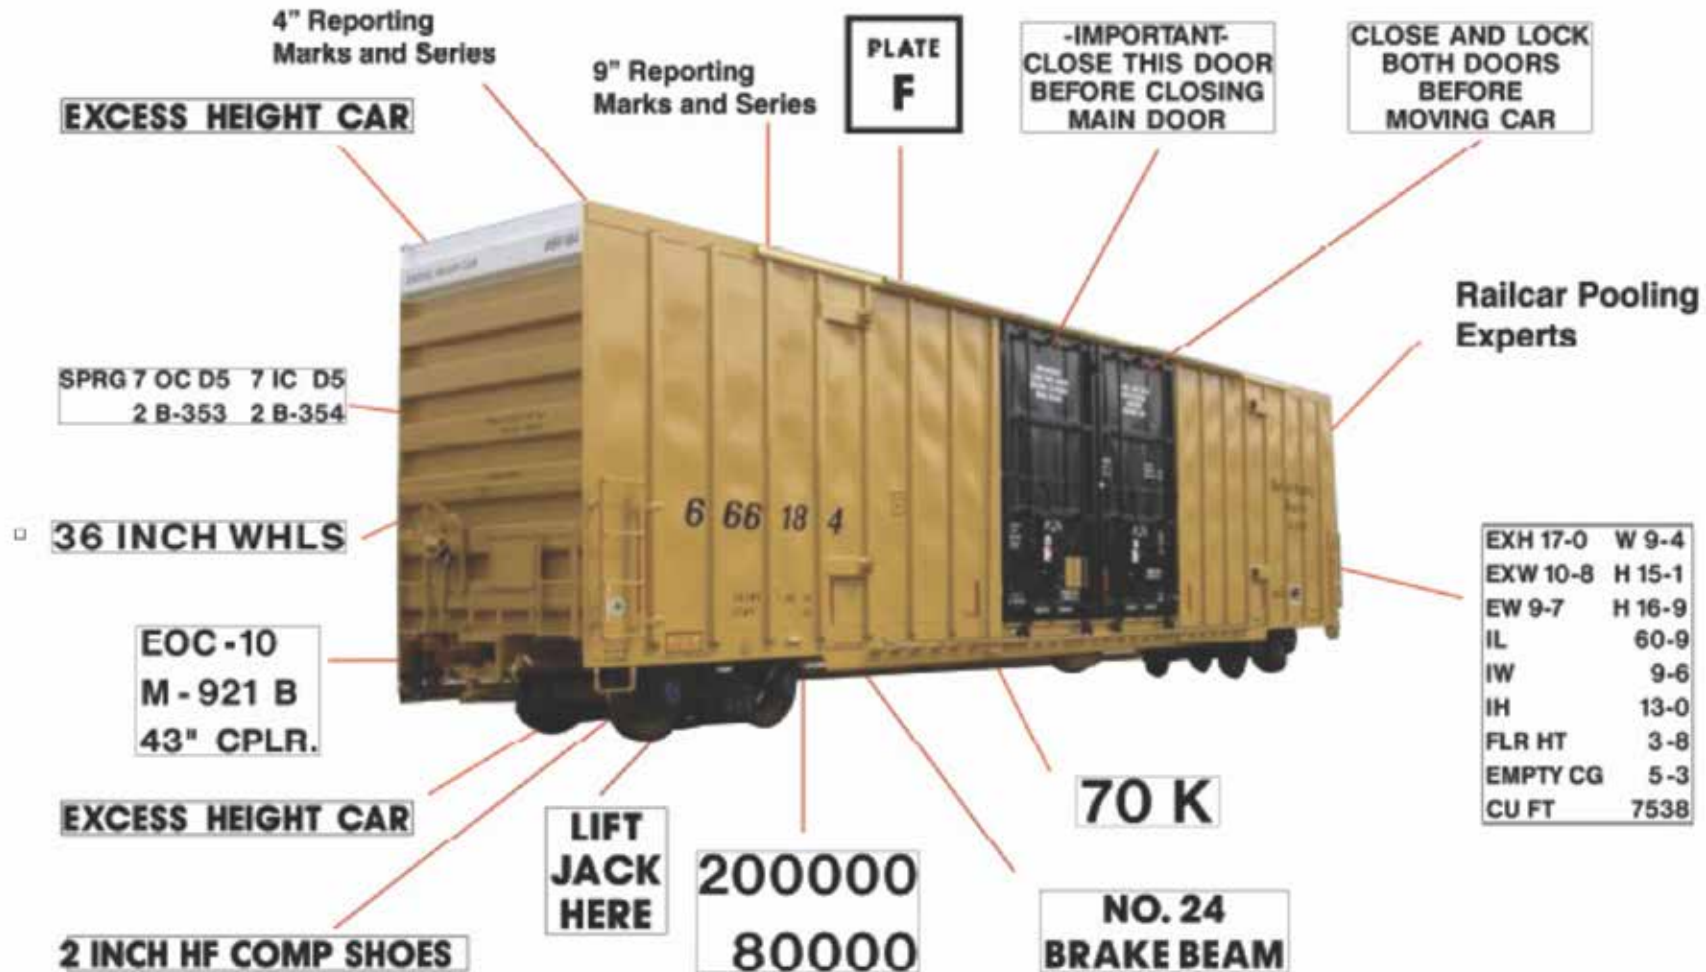 4” Reporting
Marks and Series
EXCESS HEIGHT CAR
9” Reporting
Marks and Series
PLATE
F
-IMPORTANT-
CLOSE THIS DOOR
BEFORE CLOSING
MAIN DOOR
CLOSE AND LOCK
BOTH DOORS
BEFORE
MOVING CAR
Railcar Pooling
Experts
SPRG 7 OC D5 7 IC D5
2 B-353 2 B-354
36 INCH WHLS
666184
EXH 17-0 W 9-4
EXW 10-8 H 15-1
EW 9-7 H 16-9
IL 60-9
IW 9-6
IH 13-0
FLR HT 3-8
EMPTY CG 5-3
CU FT 7538
EOC -10
M - 921 B
43" CPLR.
EXCESS HEIGHT CAR
LIFT
JACK
HERE
70 K
200000
80000
NO. 24
BRAKE BEAM
2 INCH HF COMP SHOES